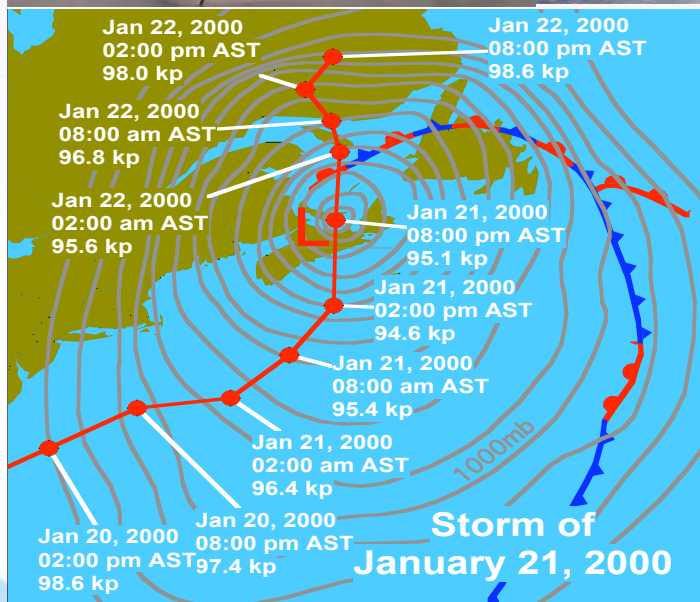 Jan 22, 2000
02:00 pm AST
98.0 kp
Jan 22, 2000
08:00 pm AST
98.6 kp
Jan 22, 2000
08:00 am AST
96.8 kp
Jan 22, 2000
02:00 am AST
95.6 kp
L
Jan 21, 2000
08:00 pm AST
95.1 kp
Jan 21, 2000
02:00 pm AST
94.6 kp
Jan 21, 2000
08:00 am AST
95.4 kp
Jan 21, 2000
02:00 am AST
96.4 kp
1000mb
Jan 20, 2000
08:00 pm AST
97.4 kp
Jan 20, 2000
02:00 pm AST
98.6 kp
Storm of
January 21, 2000